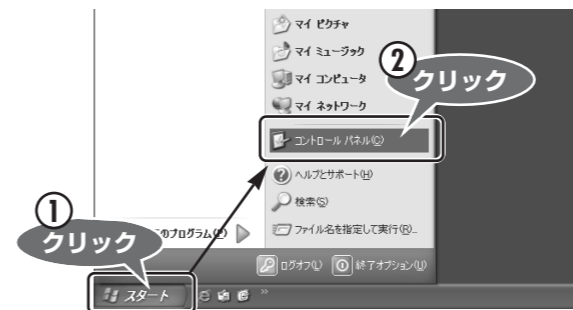 マイ ピクチャ
マイ ミュージック
マイ コンピュータ
マイ ネットワーク
②
クリック
コントロール パネル(C)
ヘルプとサポート(H)
検索(S)
ファイル名を指定して実行(R)...
①
クリック
のプログラム(P)
ログオフ(L)
終了オプション(U)
スタート
»